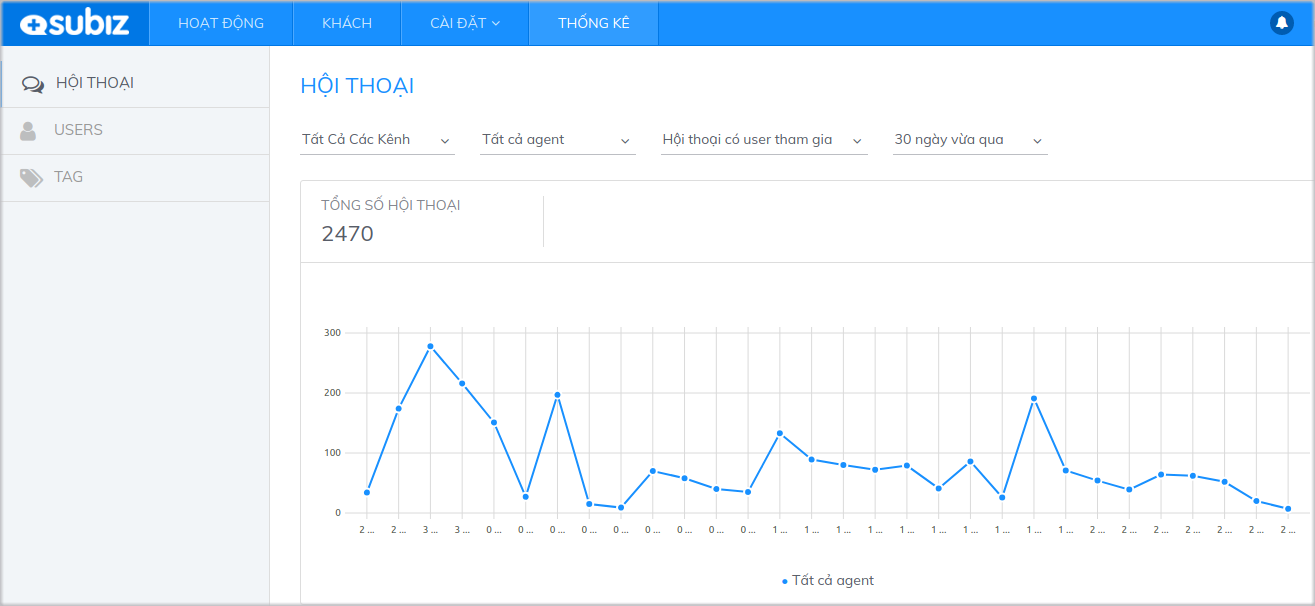 subiz HOẠT ĐỘNG KHÁCH CÀI ĐẶT THỐNG KÊ
HỘI THOẠI
USERS
TAG
HỘI THOẠI
Tất Cả Các Kênh Tất cả agent Hội thoại có user tham gia 30 ngày vừa qua
TỔNG SỐ HỘI THOẠI
2470
300
200
100
0
2 ... 2 ... 3 ... 3 ... 0 ... 0 ... 0 ... 0 ... 0 ... 0 ... 0 ... 0 ... 0 ... 1 ... 1 ... 1 ... 1 ... 1 ... 1 ... 1 ... 1 ... 1 ... 1 ... 2 ... 2 ... 2 ... 2 ... 2 ... 2 ... 2 ...
Tất cả agent